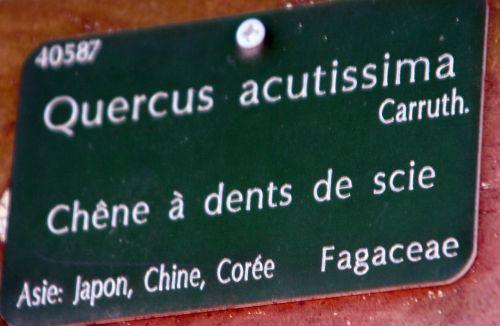 40587
Quercus acutissima
Carruth.
Chêne à dents de scie
Asie: Japon, Chine, Corée Fagaceae